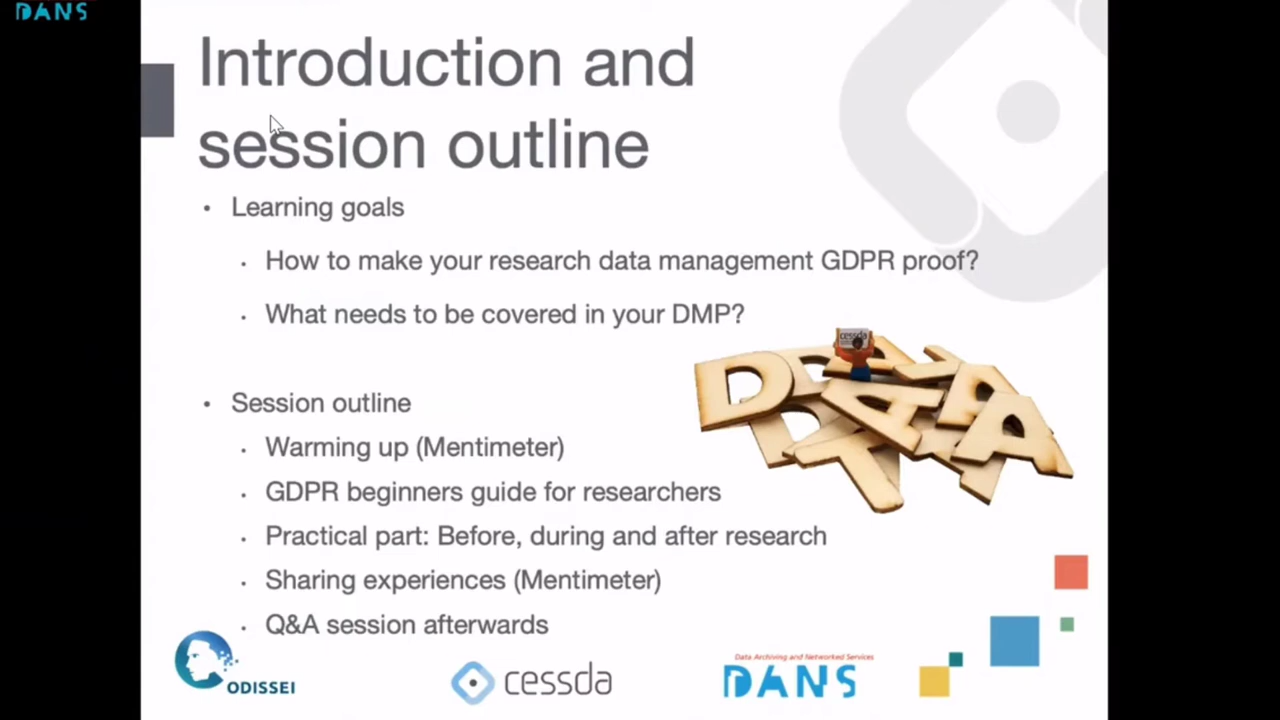 DANS
Introduction and
session outline
• Learning goals
• How to make your research data management GDPR proof?
• What needs to be covered in your DMP?
• Session outline
• Warming up (Mentimeter)
• GDPR beginners guide for researchers
• Practical part: Before, during and after research
• Sharing experiences (Mentimeter)
• Q&A session afterwards
cessda
DATA
ODISSEI
cessda
Data Archiving and Networked Services
DANS